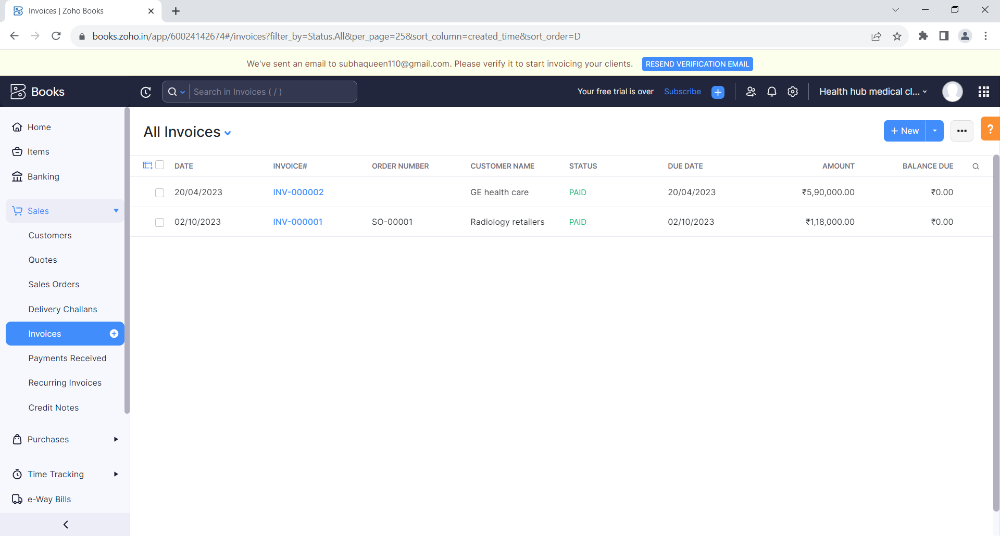 Invoices | Zoho Books
books.zoho.in/app/60024142674#/invoices?filter_by=Status.All&per_page=25&sort_column=created_time&sort_order=D
We've sent an email to subhaqueen110@gmail.com. Please verify it to start invoicing your clients. RESEND VERIFICATION EMAIL
Books
Search in Invoices ( / )
Your free trial is over Subscribe
Health hub medical cl...
Home
Items
Banking
Sales
Customers
Quotes
Sales Orders
Delivery Challans
Invoices
Payments Received
Recurring Invoices
Credit Notes
Purchases
Time Tracking
e-Way Bills
All Invoices
+ New
?
DATE INVOICE# ORDER NUMBER CUSTOMER NAME STATUS DUE DATE AMOUNT BALANCE DUE
20/04/2023 INV-000002 GE health care PAID 20/04/2023 ₹5,90,000.00 ₹0.00
02/10/2023 INV-000001 SO-00001 Radiology retailers PAID 02/10/2023 ₹1,18,000.00 ₹0.00